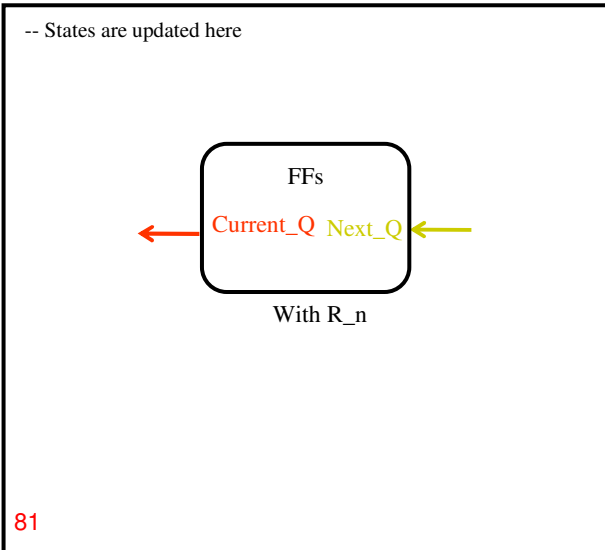 -- States are updated here
FFs
Current_Q Next_Q
With R_n
81